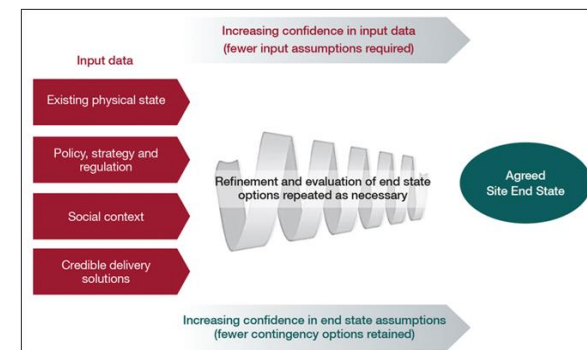 Increasing confidence in input data
(fewer input assumptions required)
Input data
Existing physical state
Policy, strategy and
regulation
Social context
Credible delivery
solutions
Refinement and evaluation of end state
options repeated as necessary
Agreed
Site End State
Increasing confidence in end state assumptions
(fewer contingency options retained)